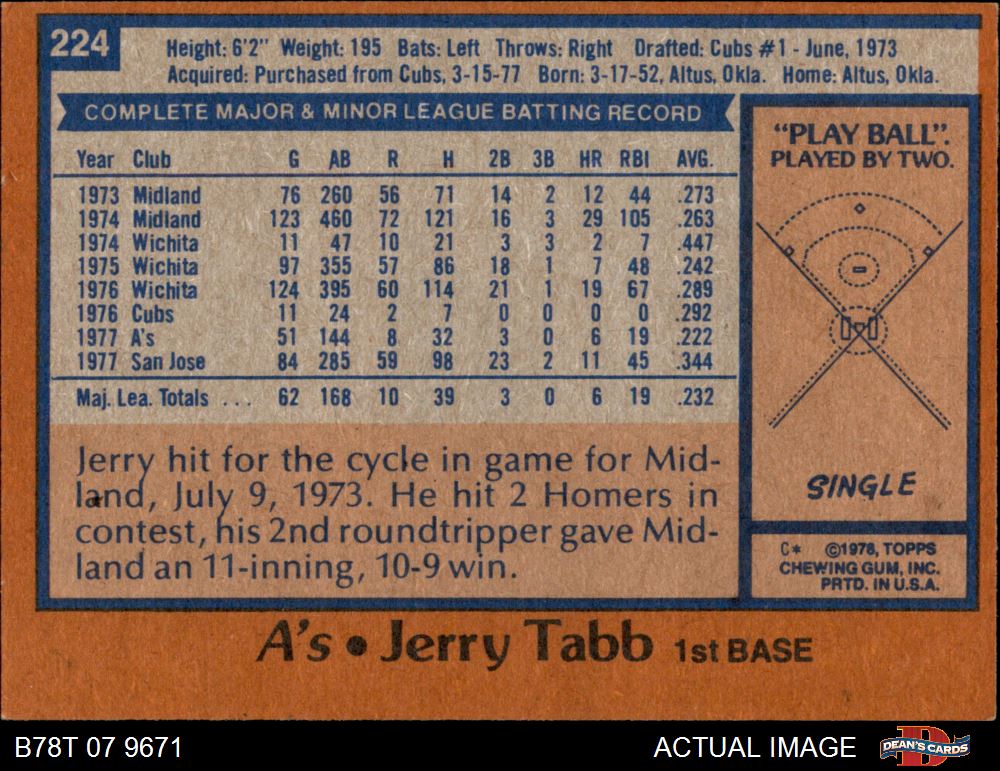 224
Height: 6'2" Weight: 195 Bats: Left Throws: Right Drafted: Cubs #1 - June, 1973
Acquired: Purchased from Cubs, 3-15-77 Born: 3-17-52, Altus, Okla. Home: Altus, Okla.
COMPLETE MAJOR & MINOR LEAGUE BATTING RECORD
Year Club G AB R H 2B 3B HR RBI AVG.
1973 Midland 76 260 56 71 14 2 12 44 .273
1974 Midland 123 460 72 121 16 3 29 105 .263
1974 Wichita 11 47 10 21 3 3 2 7 .447
1975 Wichita 97 355 57 86 18 1 7 48 .242
1976 Wichita 124 395 60 114 21 1 19 67 .289
1976 Cubs 11 24 2 7 0 0 0 0 .292
1977 A's 51 144 8 32 3 0 6 19 .222
1977 San Jose 84 285 59 98 23 2 11 45 .344
Maj. Lea. Totals ... 62 168 10 39 3 0 6 19 .232
Jerry hit for the cycle in game for Mid-
land, July 9, 1973. He hit 2 Homers in
contest, his 2nd roundtripper gave Mid-
land an 11-inning, 10-9 win.
"PLAY BALL".
PLAYED BY TWO.
SINGLE
C* ©1978, TOPPS
CHEWING GUM, INC.
PRTD. IN U.S.A.
A's • Jerry Tabb 1st BASE
B78T 07 9671
ACTUAL IMAGE
D
DEAN'S CARDS